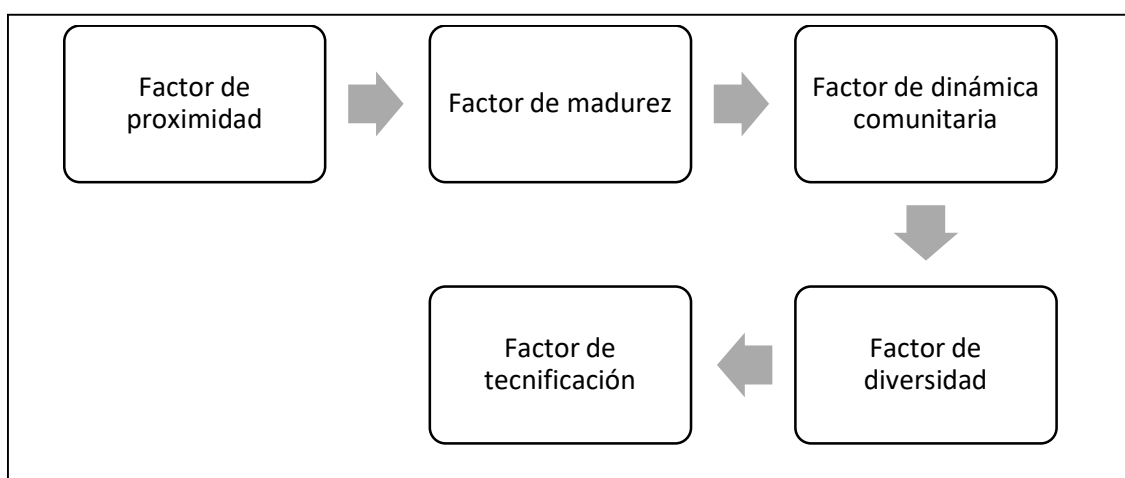 Factor de
proximidad
Factor de madurez
Factor de dinámica
comunitaria
Factor de
diversidad
Factor de
tecnificación